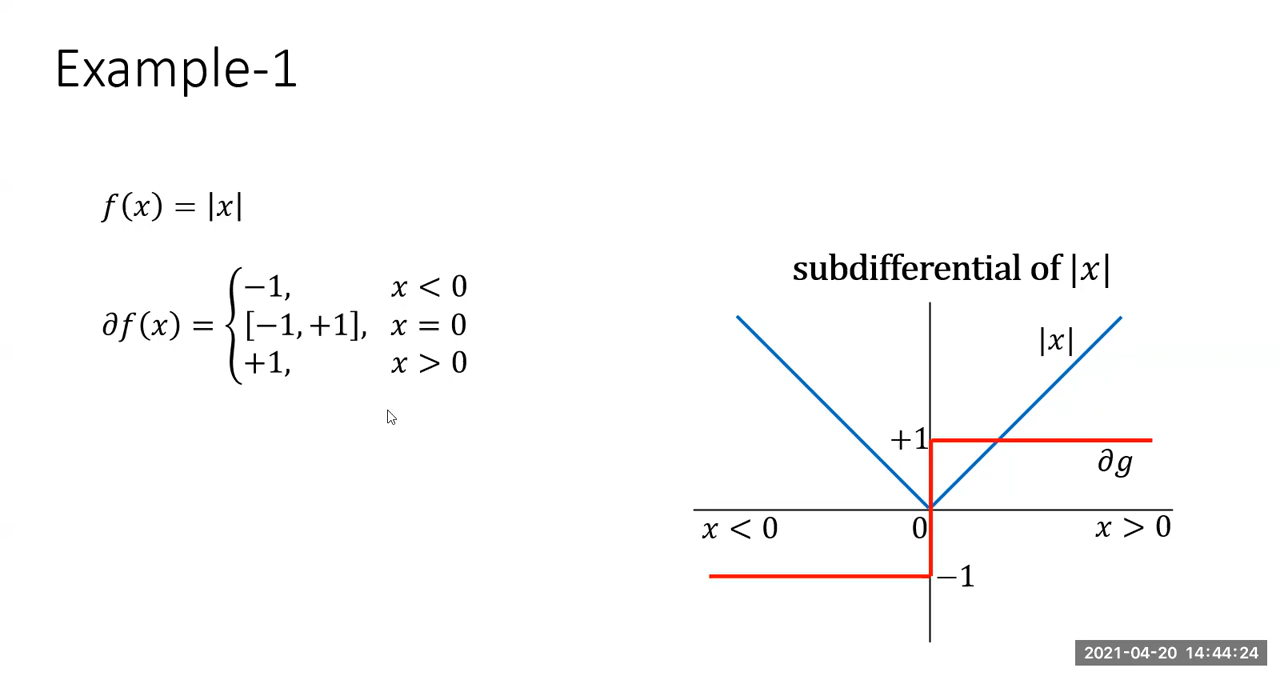 Example-1
f(x) = |x|
∂f(x) = { −1, x < 0
[−1, +1], x = 0
+1, x > 0
subdifferential of |x|
|x|
+1
∂g
x < 0 0 x > 0
−1
2021-04-20 14:44:24